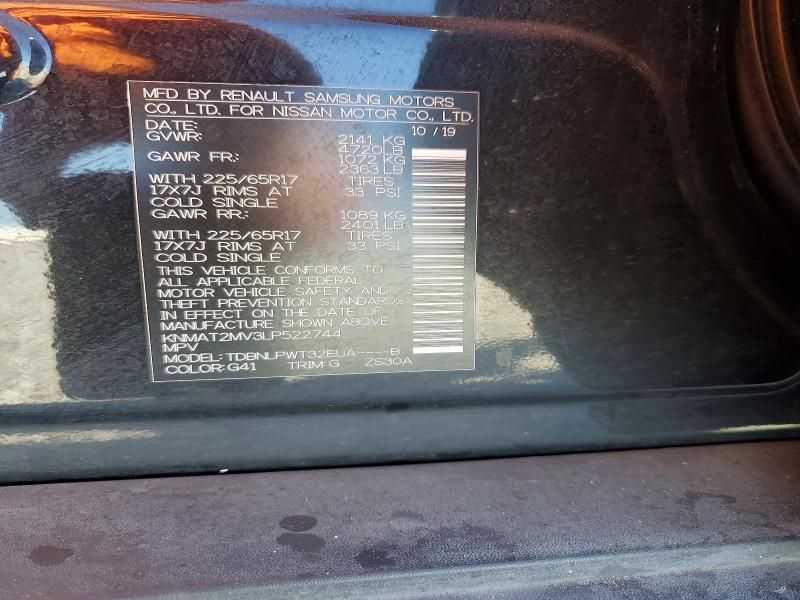 MFD BY RENAULT SAMSUNG MOTORS
CO., LTD. FOR NISSAN MOTOR CO., LTD.
DATE: 10 / 19
GVWR: 2141 KG
4720LB
GAWR FR.: 1072 KG
2363 LB
WITH 225/65R17 TIRES
17X7J RIMS AT 33 PSI
COLD SINGLE
GAWR RR.: 1089 KG
2401LB
WITH 225/65R17 TIRES
17X7J RIMS AT 33 PSI
COLD SINGLE
THIS VEHICLE CONFORMS TO
ALL APPLICABLE FEDERAL
MOTOR VEHICLE SAFETY AND
THEFT PREVENTION STANDARDS
IN EFFECT ON THE DATE OF
MANUFACTURE SHOWN ABOVE.
KNMAT2MV3LP522744
MPV
MODEL: TDBNLPWT32EUA----B
COLOR: G41 TRIM: G ZS30A